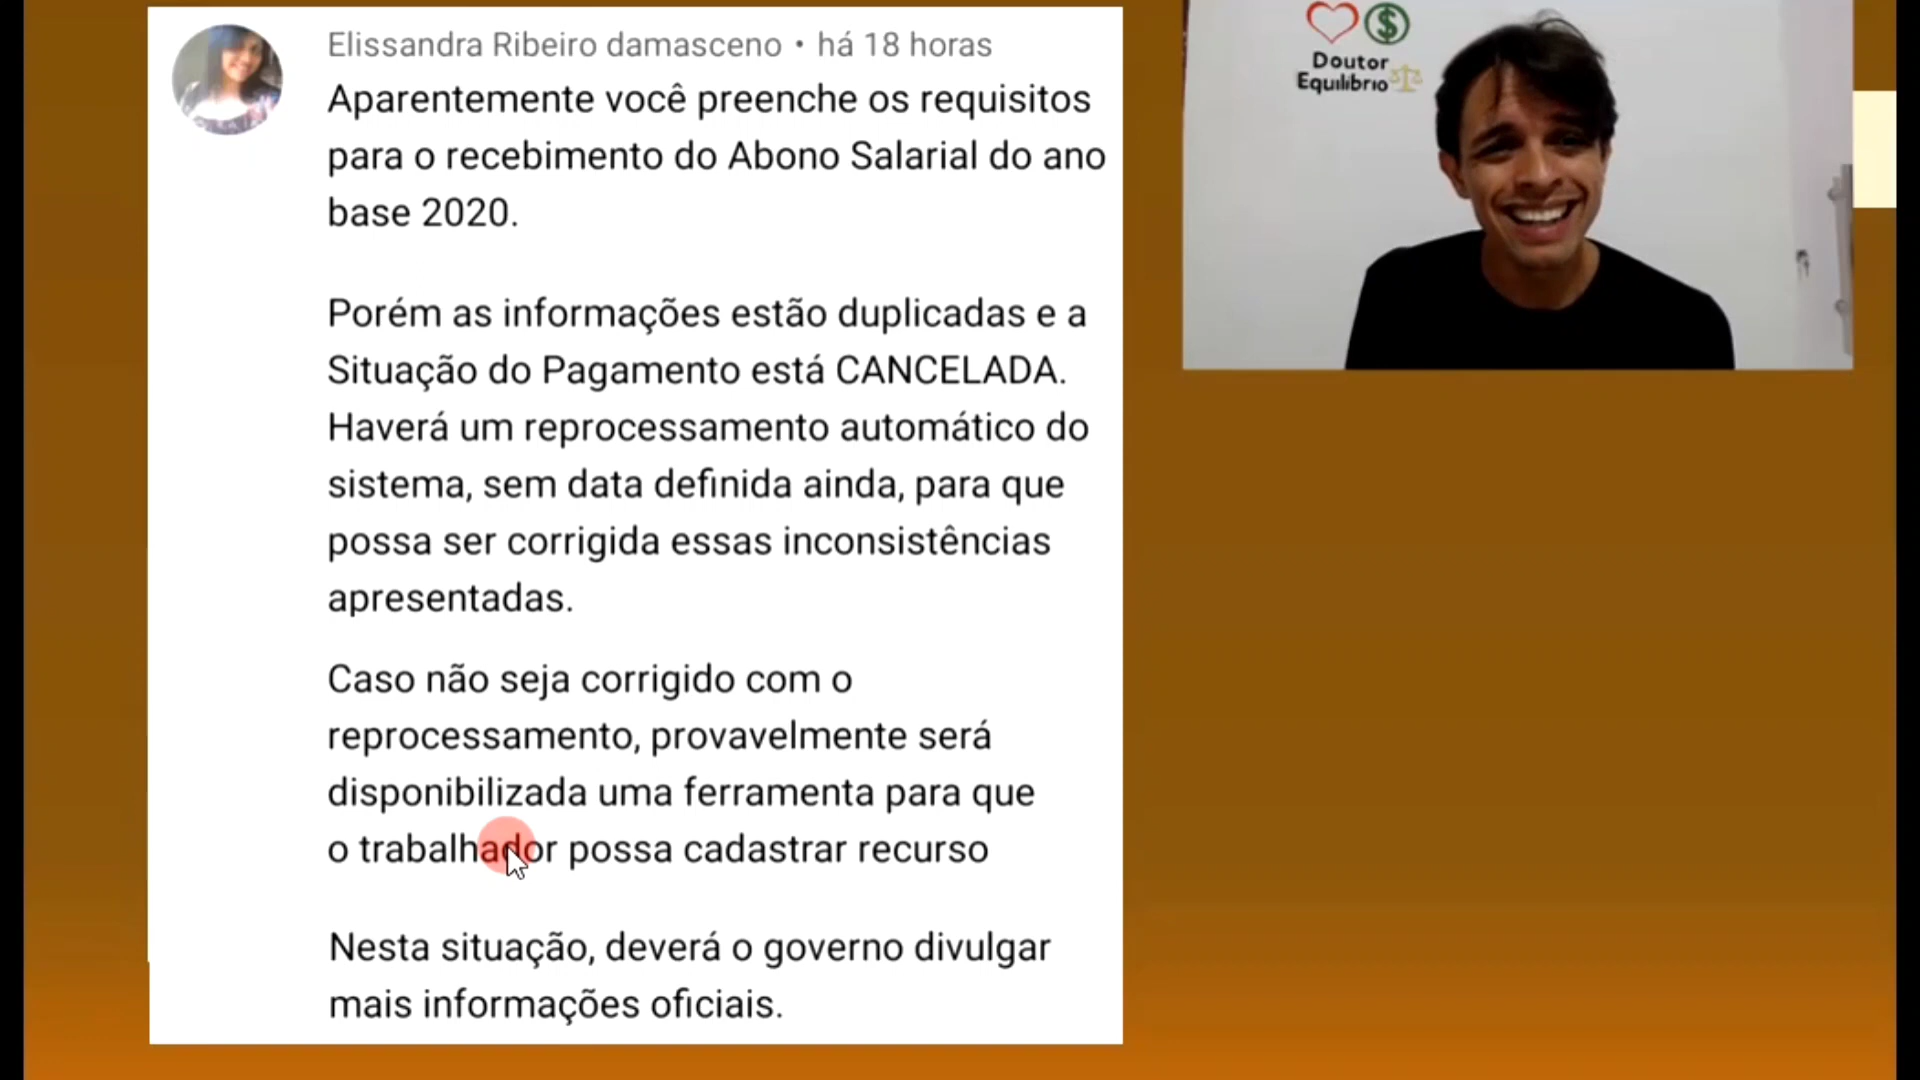 Elissandra Ribeiro damasceno • há 18 horas
Aparentemente você preenche os requisitos
para o recebimento do Abono Salarial do ano
base 2020.
Porém as informações estão duplicadas e a
Situação do Pagamento está CANCELADA.
Haverá um reprocessamento automático do
sistema, sem data definida ainda, para que
possa ser corrigida essas inconsistências
apresentadas.
Caso não seja corrigido com o
reprocessamento, provavelmente será
disponibilizada uma ferramenta para que
o trabalhador possa cadastrar recurso
Nesta situação, deverá o governo divulgar
mais informações oficiais.
$
Doutor
Equilíbrio